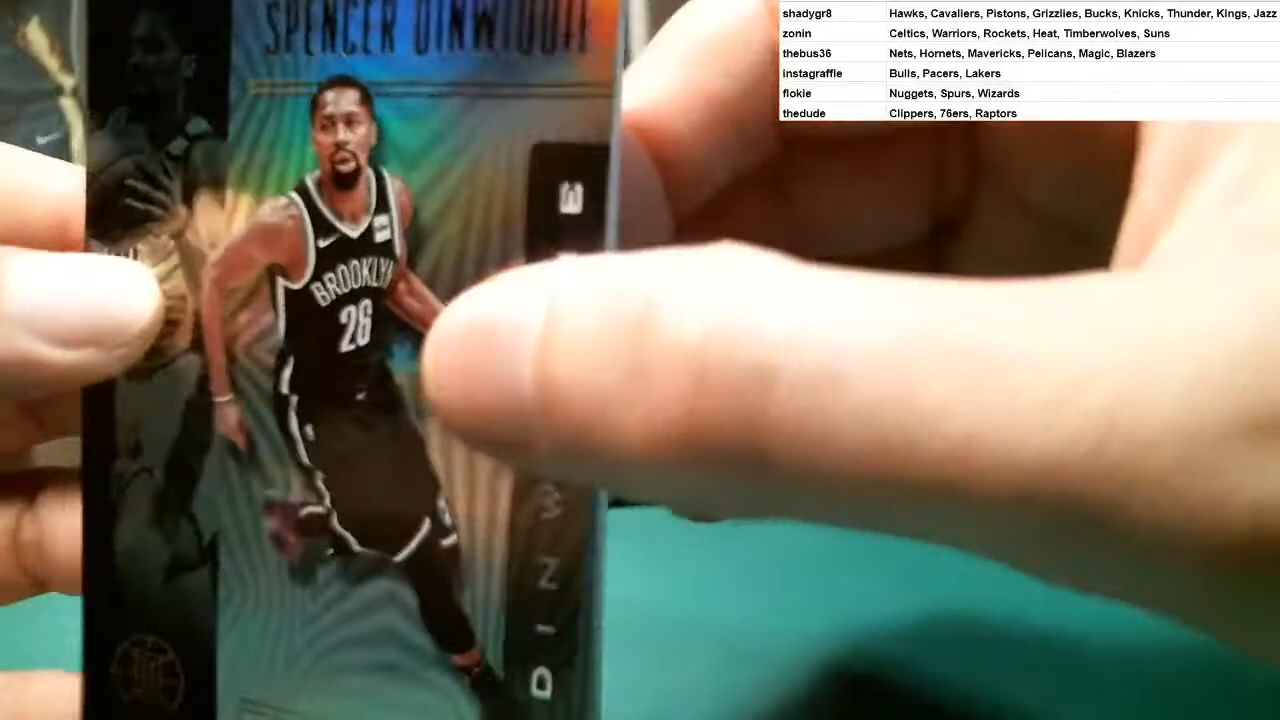 shadygr8 Hawks, Cavaliers, Pistons, Grizzlies, Bucks, Knicks, Thunder, Kings, Jazz
zonin Celtics, Warriors, Rockets, Heat, Timberwolves, Suns
thebus36 Nets, Hornets, Mavericks, Pelicans, Magic, Blazers
instagraffle Bulls, Pacers, Lakers
flokie Nuggets, Spurs, Wizards
thedude Clippers, 76ers, Raptors
SPENCER DINWIDDIE
BROOKLYN
26
D I N W
E